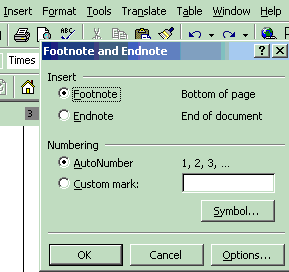 Insert Format Tools Table Window Help
ABC
Times
3
Footnote and Endnote
Insert
Footnote Bottom of page
Endnote End of document
Numbering
AutoNumber 1, 2, 3, ...
Custom mark:
Symbol...
OK Cancel Options...